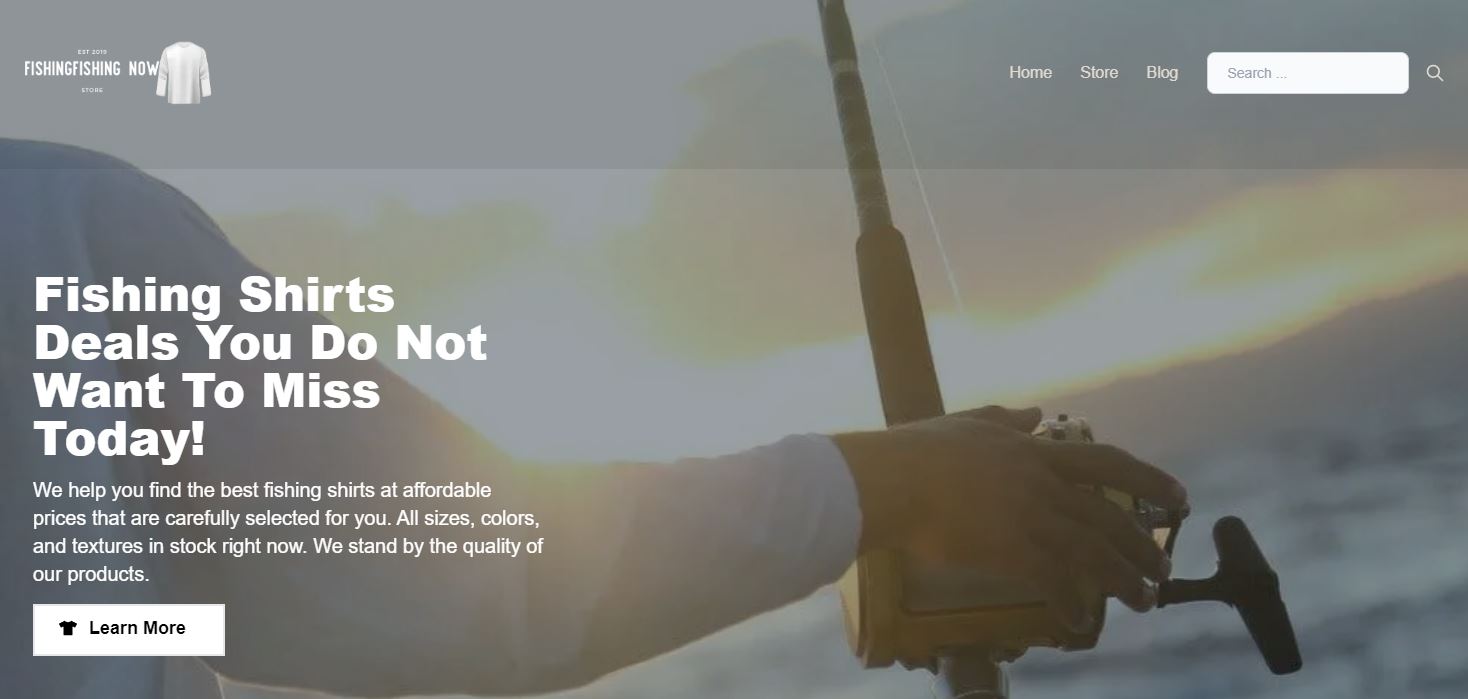 EST 2019
FISHINGFISHING NOW
STORE
Home Store Blog Search ...
Fishing Shirts
Deals You Do Not
Want To Miss
Today!
We help you find the best fishing shirts at affordable
prices that are carefully selected for you. All sizes, colors,
and textures in stock right now. We stand by the quality of
our products.
Learn More